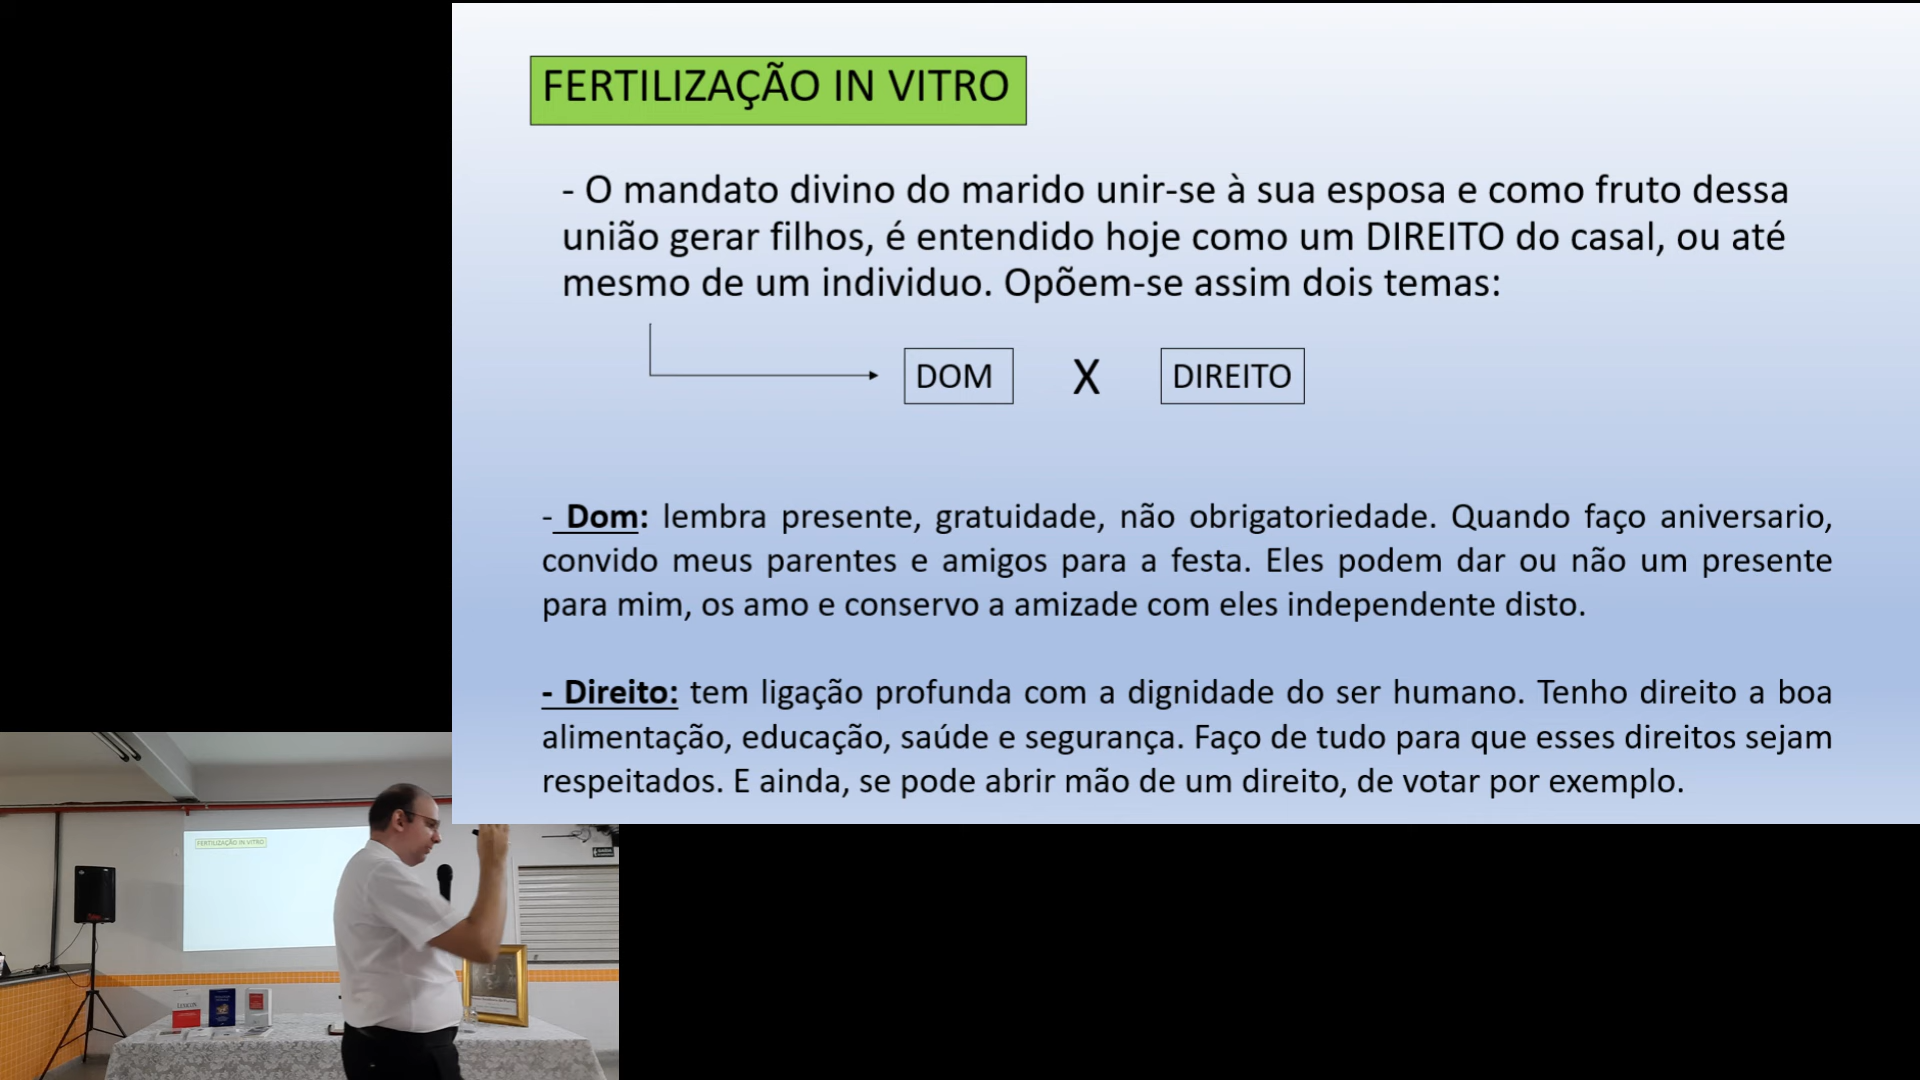 FERTILIZAÇÃO IN VITRO
- O mandato divino do marido unir-se à sua esposa e como fruto dessa
união gerar filhos, é entendido hoje como um DIREITO do casal, ou até
mesmo de um individuo. Opõem-se assim dois temas:
DOM X DIREITO
- Dom: lembra presente, gratuidade, não obrigatoriedade. Quando faço aniversario,
convido meus parentes e amigos para a festa. Eles podem dar ou não um presente
para mim, os amo e conservo a amizade com eles independente disto.
- Direito: tem ligação profunda com a dignidade do ser humano. Tenho direito a boa
alimentação, educação, saúde e segurança. Faço de tudo para que esses direitos sejam
respeitados. E ainda, se pode abrir mão de um direito, de votar por exemplo.
FERTILIZAÇÃO IN VITRO